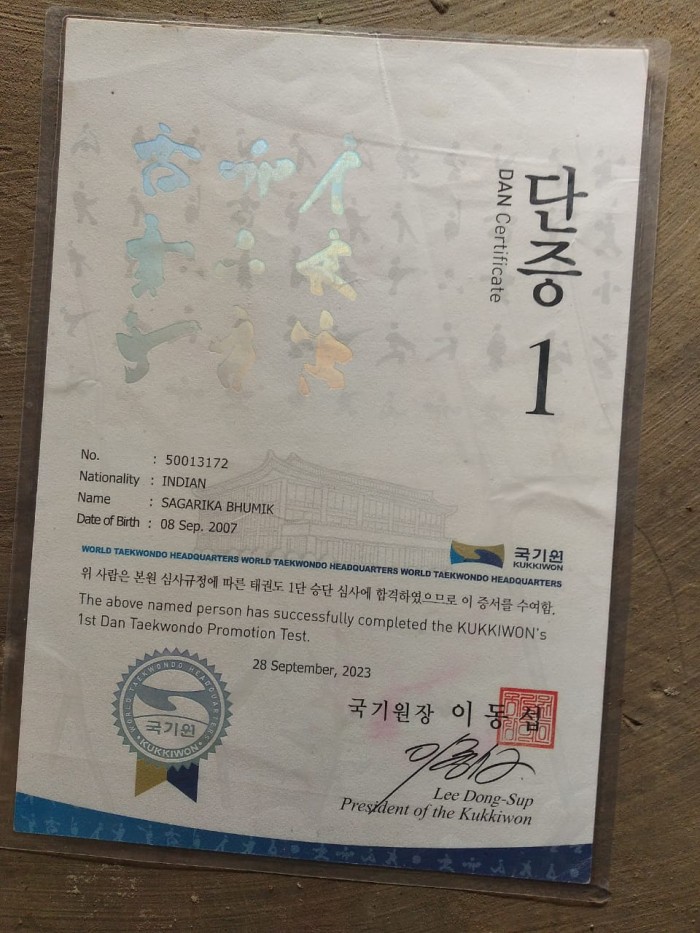 단증
DAN Certificate
1
No. : 50013172
Nationality : INDIAN
Name : SAGARIKA BHUMIK
Date of Birth : 08 Sep. 2007
국기원
KUKKIWON
WORLD TAEKWONDO HEADQUARTERS WORLD TAEKWONDO HEADQUARTERS WORLD TAEKWONDO HEADQUARTERS
위 사람은 본원 심사규정에 따른 태권도 1단 승단 심사에 합격하였으므로 이 증서를 수여함.
The above named person has successfully completed the KUKKIWON's
1st Dan Taekwondo Promotion Test.
28 September, 2023
WORLD TAEKWONDO HEADQUARTERS
국기원
KUKKIWON
국기원장 이동섭
Lee Dong-Sup
President of the Kukkiwon